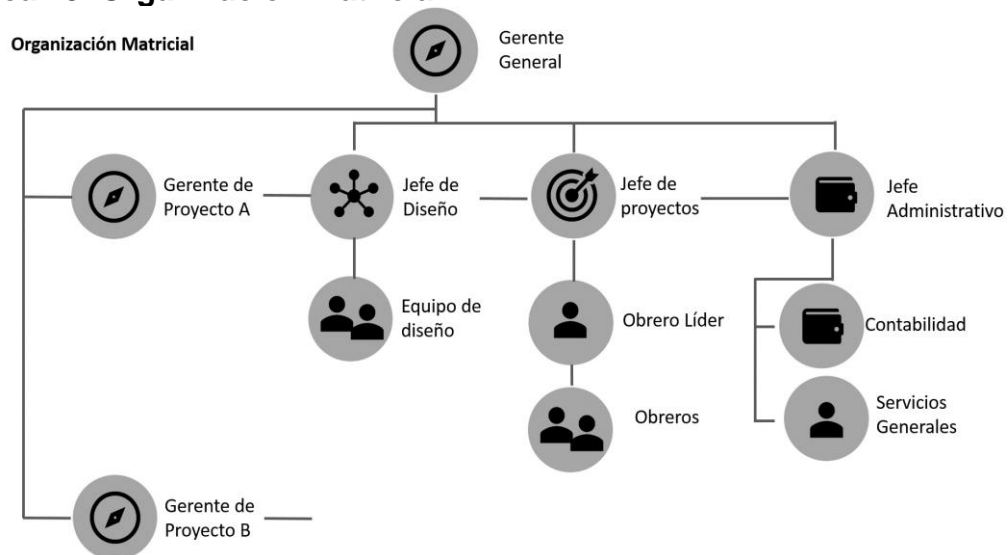 Organización Matricial
Gerente
General
Gerente de
Proyecto A
Jefe de
Diseño
Jefe de
proyectos
Jefe
Administrativo
Equipo de
diseño
Obrero Líder
Contabilidad
Obreros
Servicios
Generales
Gerente de
Proyecto B